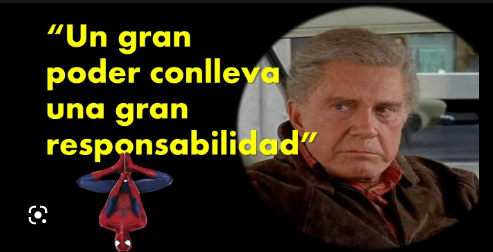 “Un gran
poder conlleva
una gran
responsabilidad”